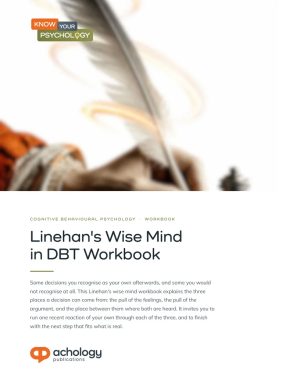 KNOW YOUR
PSYCHOLOGY
COGNITIVE BEHAVIOURAL PSYCHOLOGY WORKBOOK
Linehan's Wise Mind
in DBT Workbook
Some decisions you recognise as your own afterwards, and some you would
not recognise at all. This Linehan's wise mind workbook explains the three
places a decision can come from: the pull of the feelings, the pull of the
argument, and the place between them where both are heard. It invites you to
run one recent reaction of your own through each of the three, and to finish
with the next step that fits what is real.
achology
publications